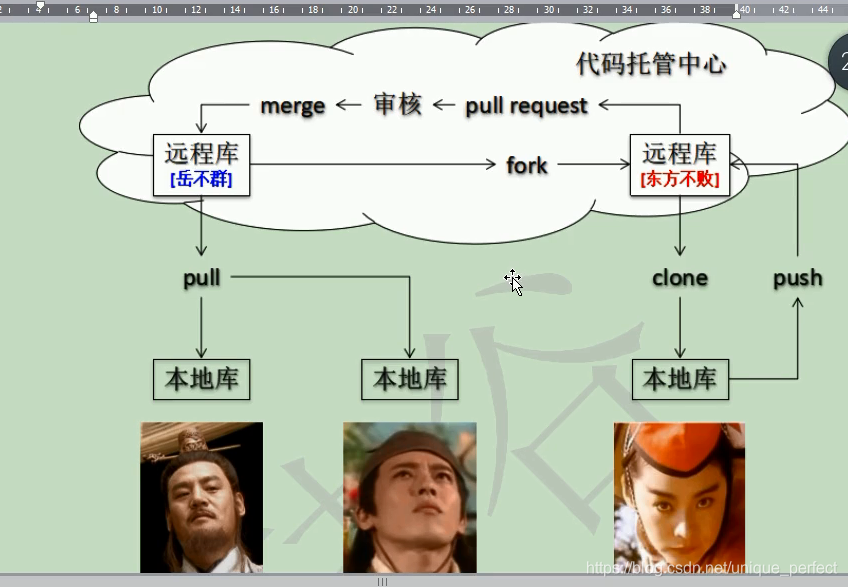 2 4 6 8 10 12 14 16 18 20 22 24 26 28 30 32 34 36 38 40 42 44
代码托管中心
2
merge 审核 pull request
远程库 远程库
[岳不群] fork [东方不败]
pull clone push
本地库 本地库 本地库
https://blog.csdn.net/unique_perfect